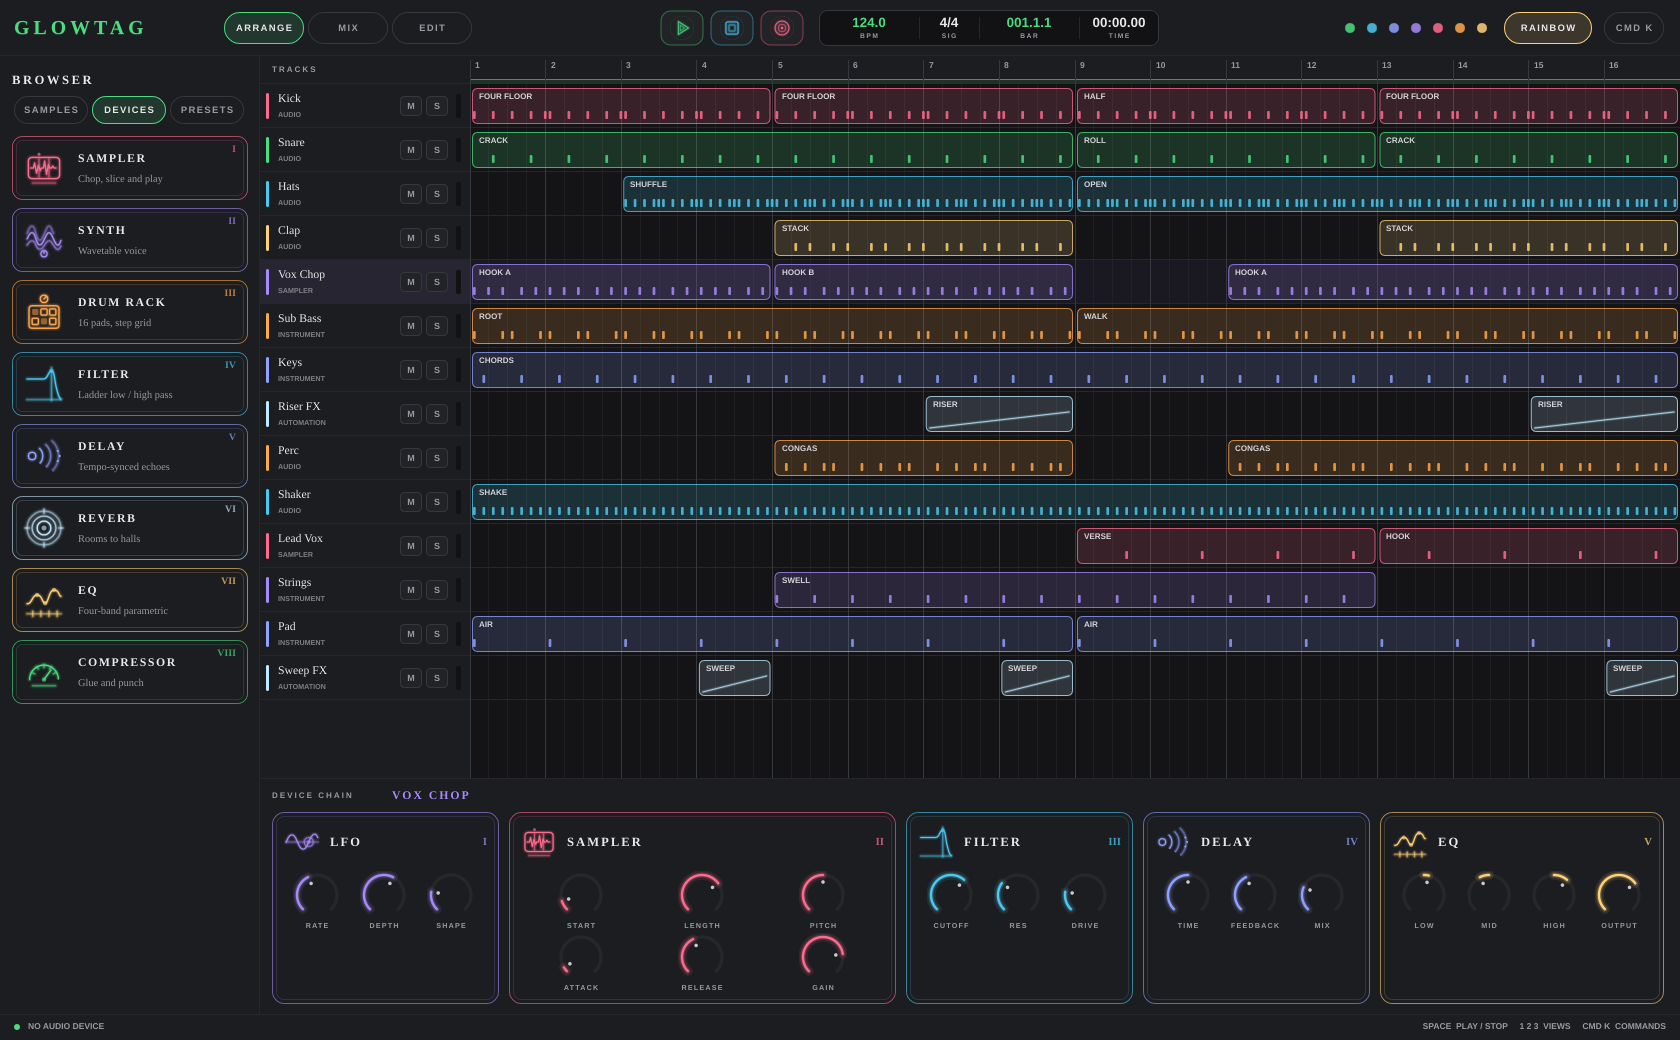 GLOWTAG
ARRANGE MIX EDIT
124.0 4/4 001.1.1 00:00.00
BPM SIG BAR TIME
RAINBOW CMD K
BROWSER
SAMPLES DEVICES PRESETS
SAMPLER I
Chop, slice and play
SYNTH II
Wavetable voice
DRUM RACK III
16 pads, step grid
FILTER IV
Ladder low / high pass
DELAY V
Tempo-synced echoes
REVERB VI
Rooms to halls
EQ VII
Four-band parametric
COMPRESSOR VIII
Glue and punch
TRACKS 1 2 3 4 5 6 7 8 9 10 11 12 13 14 15 16
Kick M S FOUR FLOOR FOUR FLOOR HALF FOUR FLOOR
AUDIO
Snare M S CRACK ROLL CRACK
AUDIO
Hats M S SHUFFLE OPEN
AUDIO
Clap M S STACK STACK
AUDIO
Vox Chop M S HOOK A HOOK B HOOK A
SAMPLER
Sub Bass M S ROOT WALK
INSTRUMENT
Keys M S CHORDS
INSTRUMENT
Riser FX M S RISER RISER
AUTOMATION
Perc M S CONGAS CONGAS
AUDIO
Shaker M S SHAKE
AUDIO
Lead Vox M S VERSE HOOK
SAMPLER
Strings M S SWELL
INSTRUMENT
Pad M S AIR AIR
INSTRUMENT
Sweep FX M S SWEEP SWEEP SWEEP
AUTOMATION
DEVICE CHAIN VOX CHOP
LFO I
RATE DEPTH SHAPE
SAMPLER II
START LENGTH PITCH
ATTACK RELEASE GAIN
FILTER III
CUTOFF RES DRIVE
DELAY IV
TIME FEEDBACK MIX
EQ V
LOW MID HIGH OUTPUT
NO AUDIO DEVICE SPACE PLAY / STOP 1 2 3 VIEWS CMD K COMMANDS